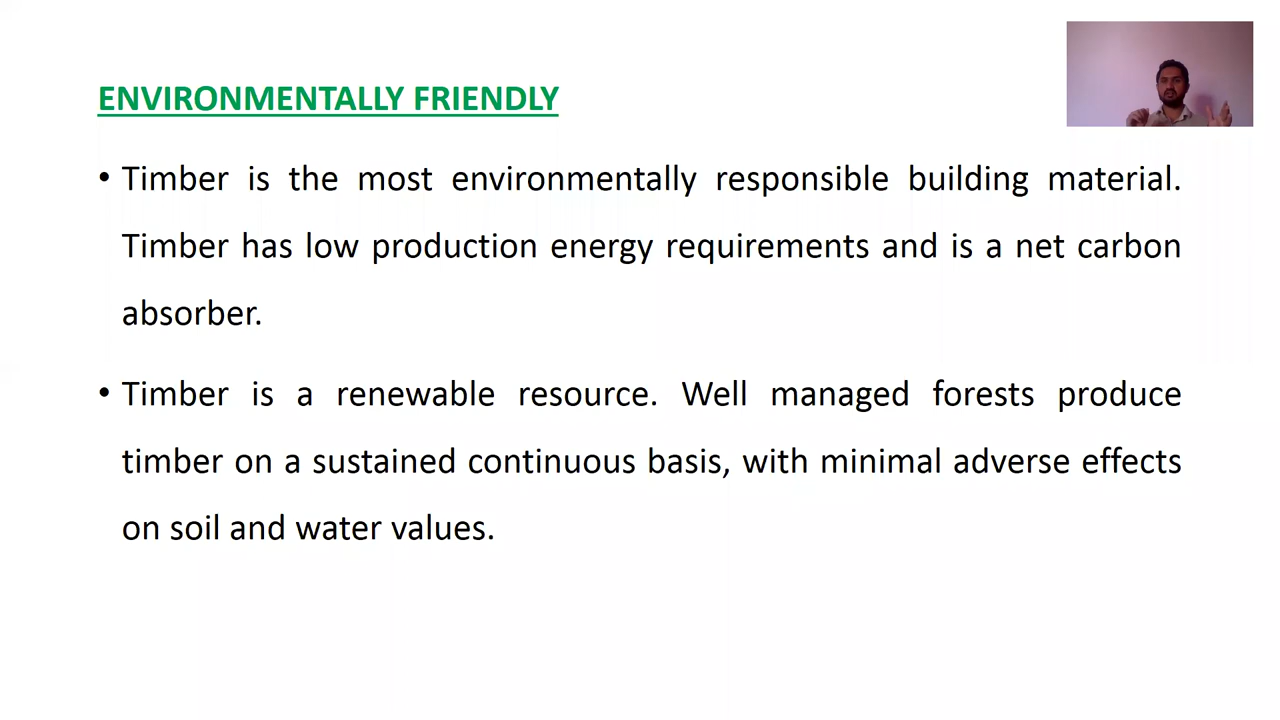 ENVIRONMENTALLY FRIENDLY
• Timber is the most environmentally responsible building material.
Timber has low production energy requirements and is a net carbon
absorber.
• Timber is a renewable resource. Well managed forests produce
timber on a sustained continuous basis, with minimal adverse effects
on soil and water values.